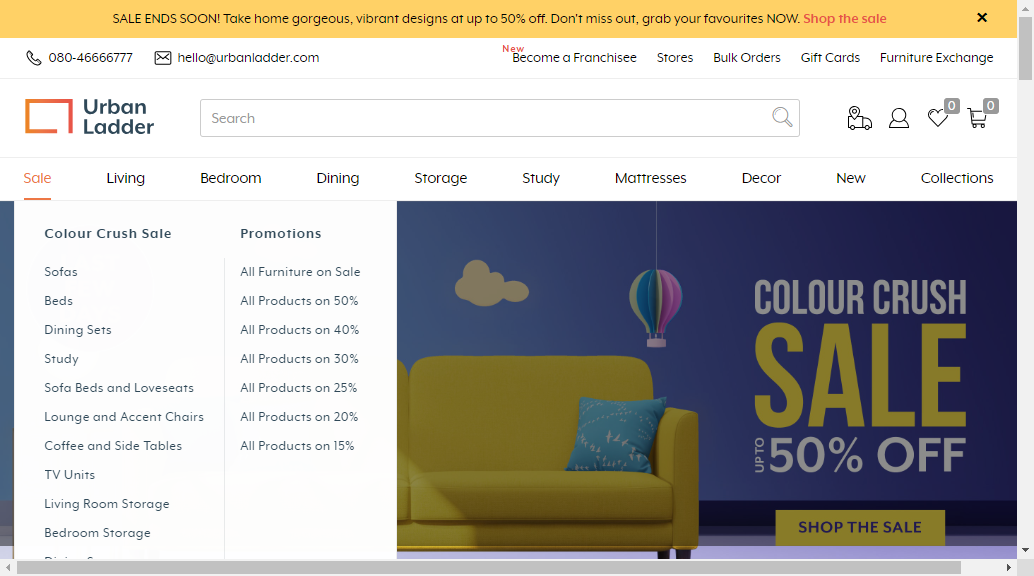 SALE ENDS SOON! Take home gorgeous, vibrant designs at up to 50% off. Don't miss out, grab your favourites NOW. Shop the sale
080-46666777 hello@urbanladder.com New Become a Franchisee Stores Bulk Orders Gift Cards Furniture Exchange
Urban
Ladder
Search
0 0
Sale Living Bedroom Dining Storage Study Mattresses Decor New Collections
Colour Crush Sale
Sofas
Beds
Dining Sets
Study
Sofa Beds and Loveseats
Lounge and Accent Chairs
Coffee and Side Tables
TV Units
Living Room Storage
Bedroom Storage
Promotions
All Furniture on Sale
All Products on 50%
All Products on 40%
All Products on 30%
All Products on 25%
All Products on 20%
All Products on 15%
COLOUR CRUSH
SALE
UPTO 50% OFF
SHOP THE SALE